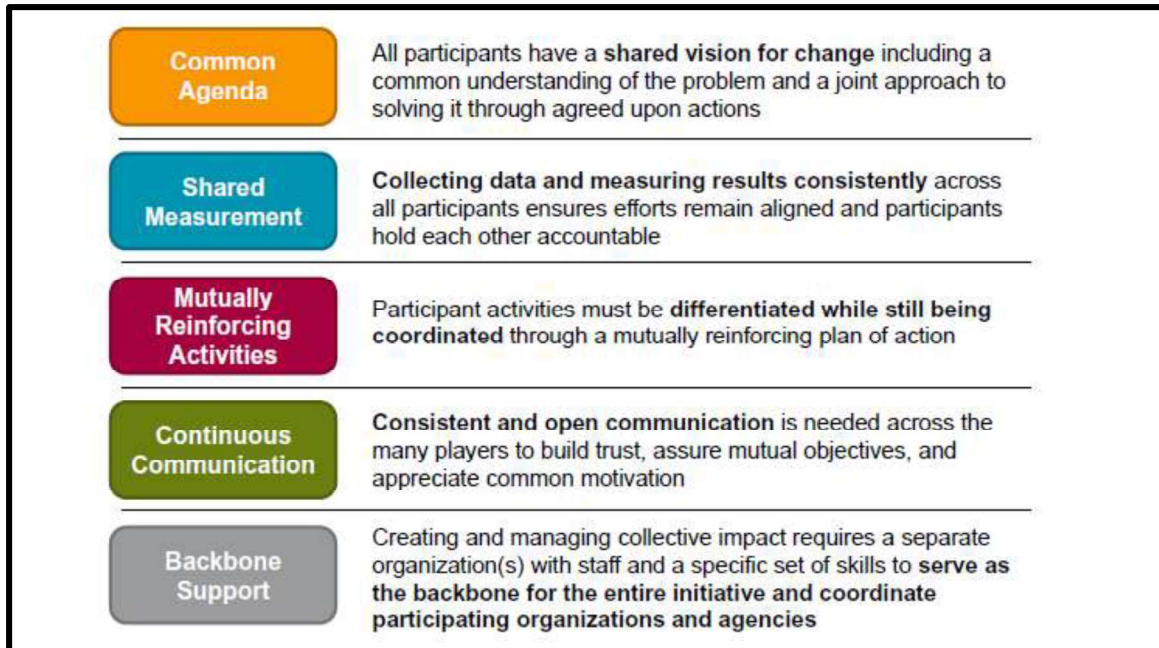 Common
Agenda
All participants have a shared vision for change including a
common understanding of the problem and a joint approach to
solving it through agreed upon actions
Shared
Measurement
Collecting data and measuring results consistently across
all participants ensures efforts remain aligned and participants
hold each other accountable
Mutually
Reinforcing
Activities
Participant activities must be differentiated while still being
coordinated through a mutually reinforcing plan of action
Continuous
Communication
Consistent and open communication is needed across the
many players to build trust, assure mutual objectives, and
appreciate common motivation
Backbone
Support
Creating and managing collective impact requires a separate
organization(s) with staff and a specific set of skills to serve as
the backbone for the entire initiative and coordinate
participating organizations and agencies